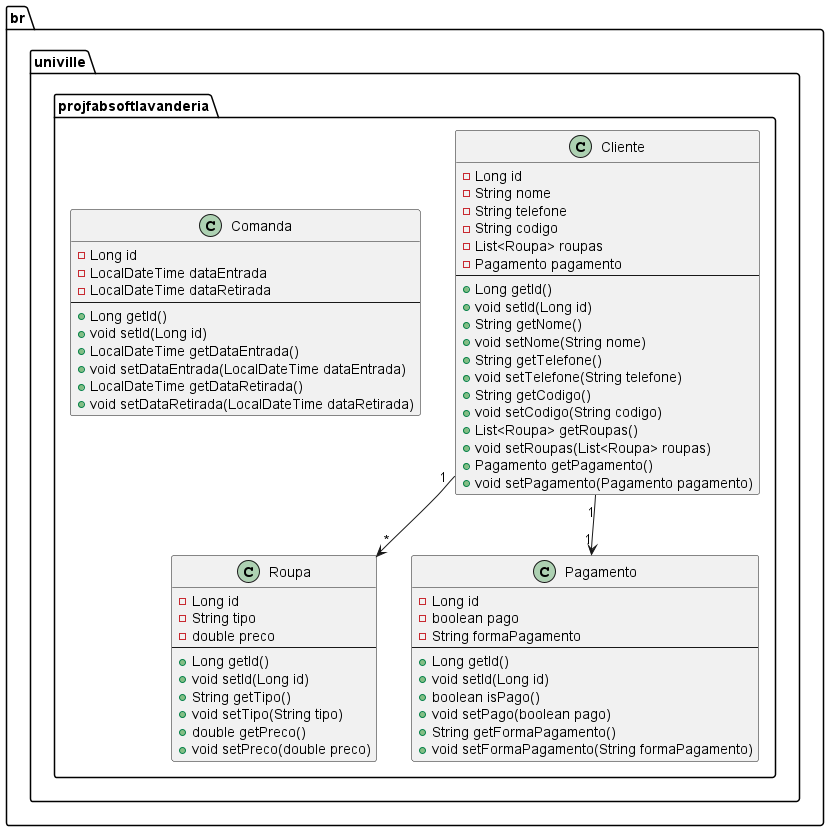 br
univille
projfabsoftlavanderia
C Cliente
Long id
String nome
String telefone
String codigo
List<Roupa> roupas
Pagamento pagamento
Long getId()
void setId(Long id)
String getNome()
void setNome(String nome)
String getTelefone()
void setTelefone(String telefone)
String getCodigo()
void setCodigo(String codigo)
List<Roupa> getRoupas()
void setRoupas(List<Roupa> roupas)
Pagamento getPagamento()
void setPagamento(Pagamento pagamento)
C Comanda
Long id
LocalDateTime dataEntrada
LocalDateTime dataRetirada
Long getId()
void setId(Long id)
LocalDateTime getDataEntrada()
void setDataEntrada(LocalDateTime dataEntrada)
LocalDateTime getDataRetirada()
void setDataRetirada(LocalDateTime dataRetirada)
1
*
1
1
C Roupa
Long id
String tipo
double preco
Long getId()
void setId(Long id)
String getTipo()
void setTipo(String tipo)
double getPreco()
void setPreco(double preco)
C Pagamento
Long id
boolean pago
String formaPagamento
Long getId()
void setId(Long id)
boolean isPago()
void setPago(boolean pago)
String getFormaPagamento()
void setFormaPagamento(String formaPagamento)